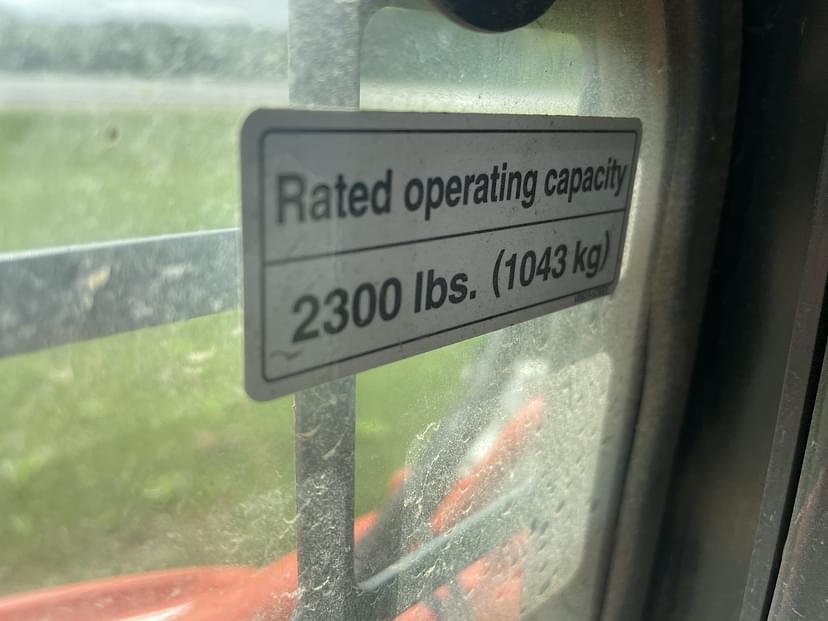 Rated operating capacity
2300 lbs. (1043 kg)